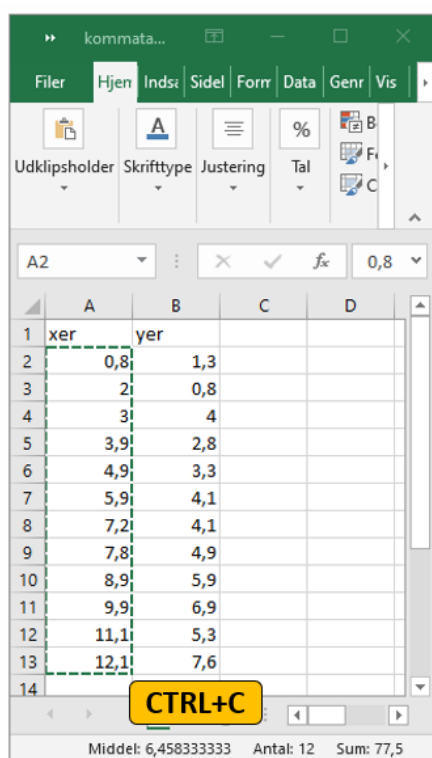 kommata...
Filer Hjen Indsæ Sidel Forr Data Genr Vis
Udklipsholder Skrifttype Justering Tal
A2 fx 0,8
A B C D
1 xer yer
2 0,8 1,3
3 2 0,8
4 3 4
5 3,9 2,8
6 4,9 3,3
7 5,9 4,1
8 7,2 4,1
9 7,8 4,9
10 8,9 5,9
11 9,9 6,9
12 11,1 5,3
13 12,1 7,6
14
CTRL+C
Middel: 6,458333333 Antal: 12 Sum: 77,5